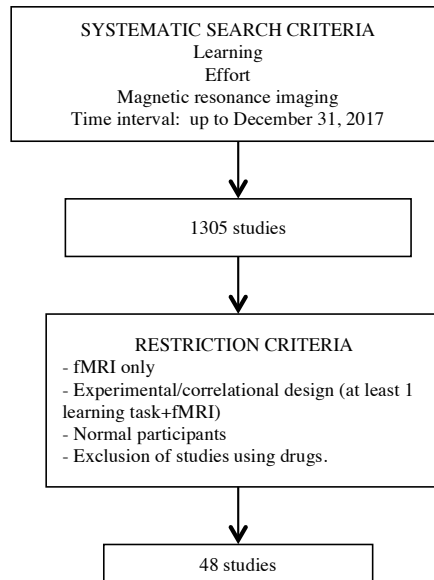 SYSTEMATIC SEARCH CRITERIA
Learning
Effort
Magnetic resonance imaging
Time interval: up to December 31, 2017
1305 studies
RESTRICTION CRITERIA
- fMRI only
- Experimental/correlational design (at least 1
learning task+fMRI)
- Normal participants
- Exclusion of studies using drugs.
48 studies